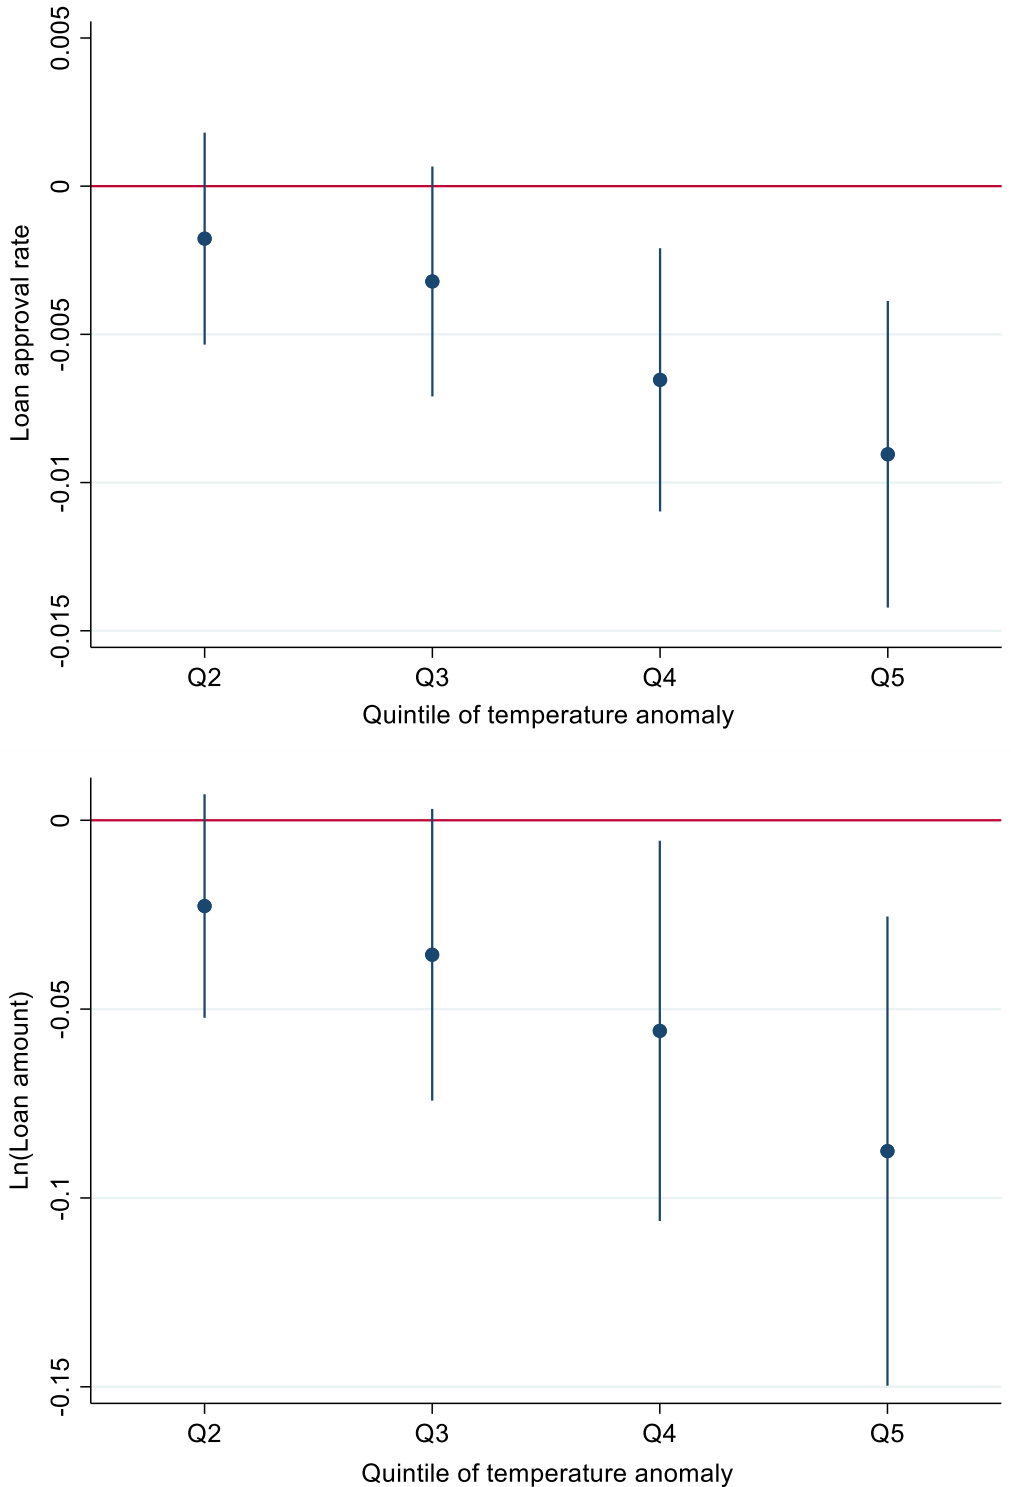 Loan approval rate
0.005
0
-0.005
-0.01
-0.015
Q2 Q3 Q4 Q5
Quintile of temperature anomaly
Ln(Loan amount)
0
-0.05
-0.1
-0.15
Q2 Q3 Q4 Q5
Quintile of temperature anomaly